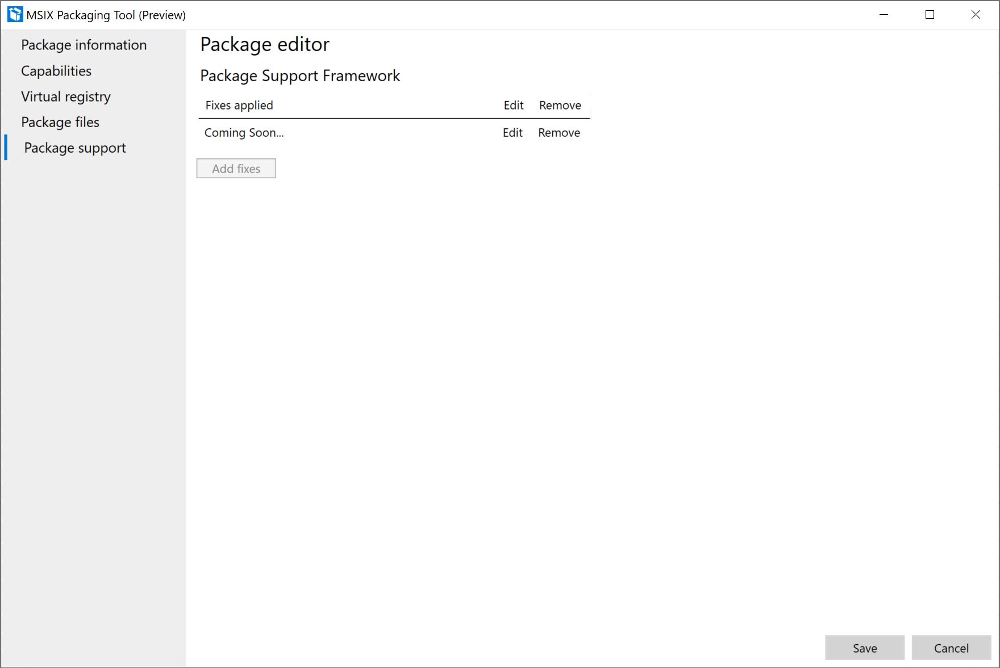 MSIX Packaging Tool (Preview)
Package information
Capabilities
Virtual registry
Package files
Package support
Package editor
Package Support Framework
Fixes applied Edit Remove
Coming Soon... Edit Remove
Add fixes
Save Cancel